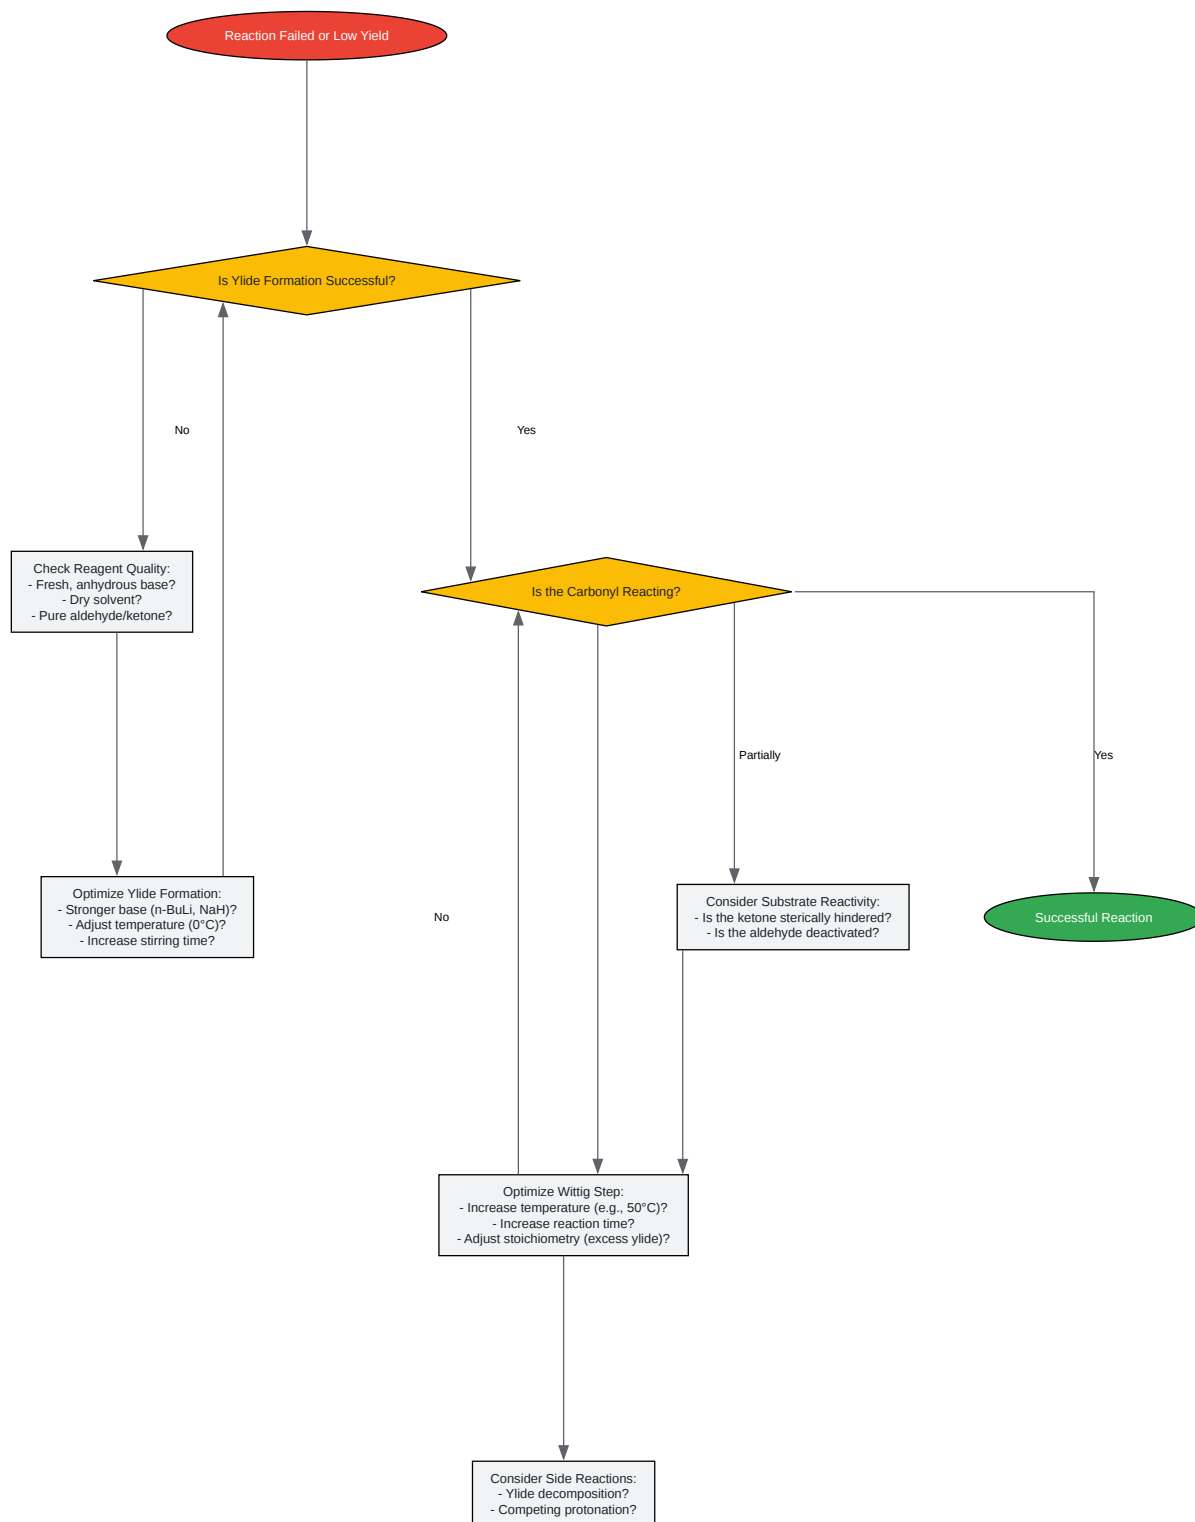 Reaction Failed or Low Yield
Is Ylide Formation Successful?
No
Yes
Check Reagent Quality:
- Fresh, anhydrous base?
- Dry solvent?
- Pure aldehyde/ketone?
Is the Carbonyl Reacting?
Partially
Yes
Optimize Ylide Formation:
- Stronger base (n-BuLi, NaH)?
- Adjust temperature (0°C)?
- Increase stirring time?
No
Consider Substrate Reactivity:
- Is the ketone sterically hindered?
- Is the aldehyde deactivated?
Successful Reaction
Optimize Wittig Step:
- Increase temperature (e.g., 50°C)?
- Increase reaction time?
- Adjust stoichiometry (excess ylide)?
Consider Side Reactions:
- Ylide decomposition?
- Competing protonation?